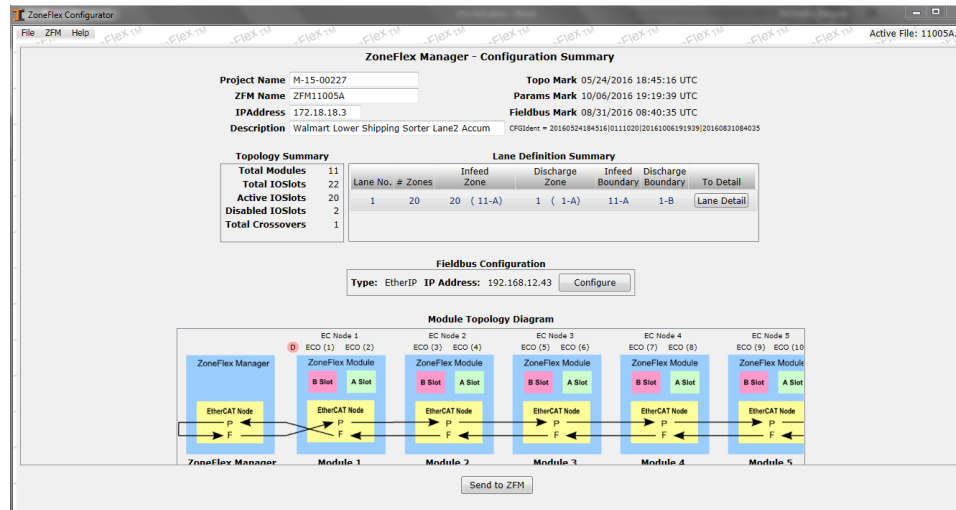 ZoneFlex Configurator
File ZFM Help Active File: 11005A.
ZoneFlex Manager - Configuration Summary
Project Name M-15-00227 Topo Mark 05/24/2016 18:45:16 UTC
ZFM Name ZFM11005A Params Mark 10/06/2016 19:19:39 UTC
IPAddress 172.18.18.3 Fieldbus Mark 08/31/2016 08:40:35 UTC
Description Walmart Lower Shipping Sorter Lane2 Accum CFGIdent = 20160524184516|0111020|20161006191939|20160831084035
Topology Summary
Total Modules 11
Total IOSlots 22
Active IOSlots 20
Disabled IOSlots 2
Total Crossovers 1
Lane Definition Summary
Lane No. # Zones Infeed Zone Discharge Zone Infeed Boundary Discharge Boundary To Detail
1 20 20 ( 11-A) 1 ( 1-A) 11-A 1-B Lane Detail
Fieldbus Configuration
Type: EtherIP IP Address: 192.168.12.43 Configure
Module Topology Diagram
EC Node 1 EC Node 2 EC Node 3 EC Node 4 EC Node 5
D ECO (1) ECO (2) ECO (3) ECO (4) ECO (5) ECO (6) ECO (7) ECO (8) ECO (9) ECO (10
ZoneFlex Manager ZoneFlex Module ZoneFlex Module ZoneFlex Module ZoneFlex Module ZoneFlex Module
B Slot A Slot B Slot A Slot B Slot A Slot B Slot A Slot B Slot A Slot
EtherCAT Node EtherCAT Node EtherCAT Node EtherCAT Node EtherCAT Node EtherCAT Node
P P P P P P
F F F F F F
ZoneFlex Manager Module 1 Module 2 Module 3 Module 4 Module 5
Send to ZFM